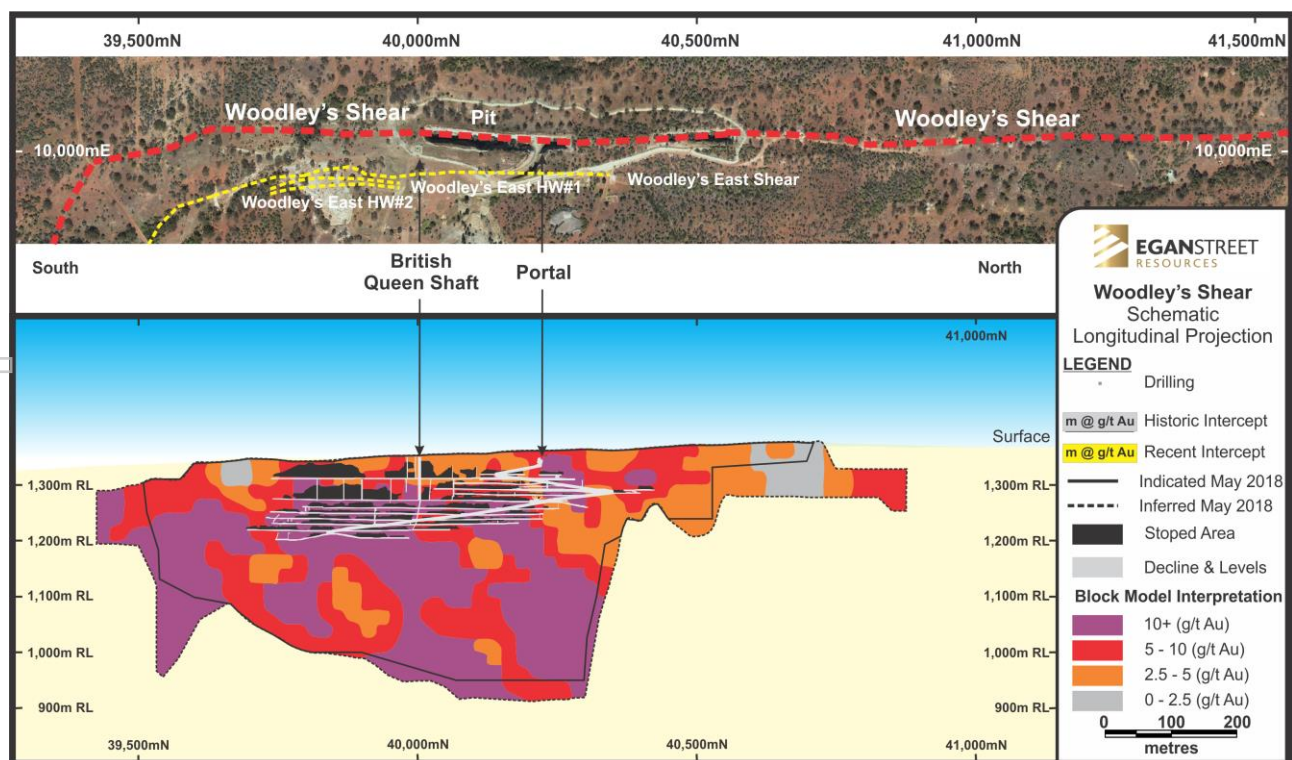 39,500mN
40,000mN
40,500mN
41,000mN
41,500mN
Woodley's Shear
Pit
Woodley's Shear
10,000mE
10,000mE
Woodley's East HW#1
Woodley's East Shear
Woodley's East HW#2
South
British
Queen Shaft
Portal
North
41,000mN
Surface
1,300m RL
1,300m RL
1,200m RL
1,200m RL
1,100m RL
1,100m RL
1,000m RL
1,000m RL
900m RL
900m RL
39,500mN
40,000mN
40,500mN
41,000mN
EGANSTREET
RESOURCES
Woodley's Shear
Schematic
Longitudinal Projection
LEGEND
Drilling
m @ g/t Au Historic Intercept
m @ g/t Au Recent Intercept
Indicated May 2018
Inferred May 2018
Stoped Area
Decline & Levels
Block Model Interpretation
10+ (g/t Au)
5 - 10 (g/t Au)
2.5 - 5 (g/t Au)
0 - 2.5 (g/t Au)
0 100 200
metres